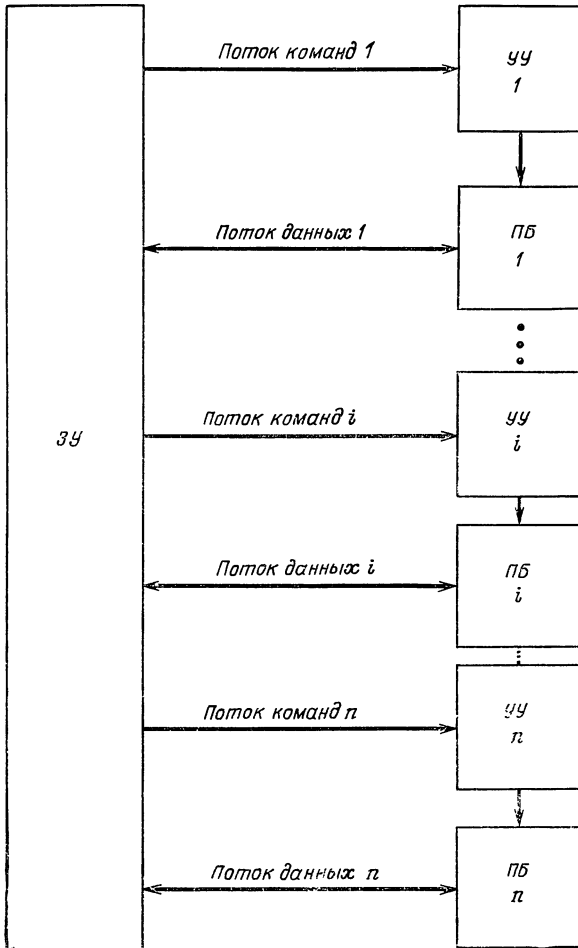 Поток команд 1
УУ
1
Поток данных 1
ПБ
1
Поток команд i
УУ
i
ЗУ
Поток данных i
ПБ
i
Поток команд n
УУ
n
Поток данных n
ПБ
n